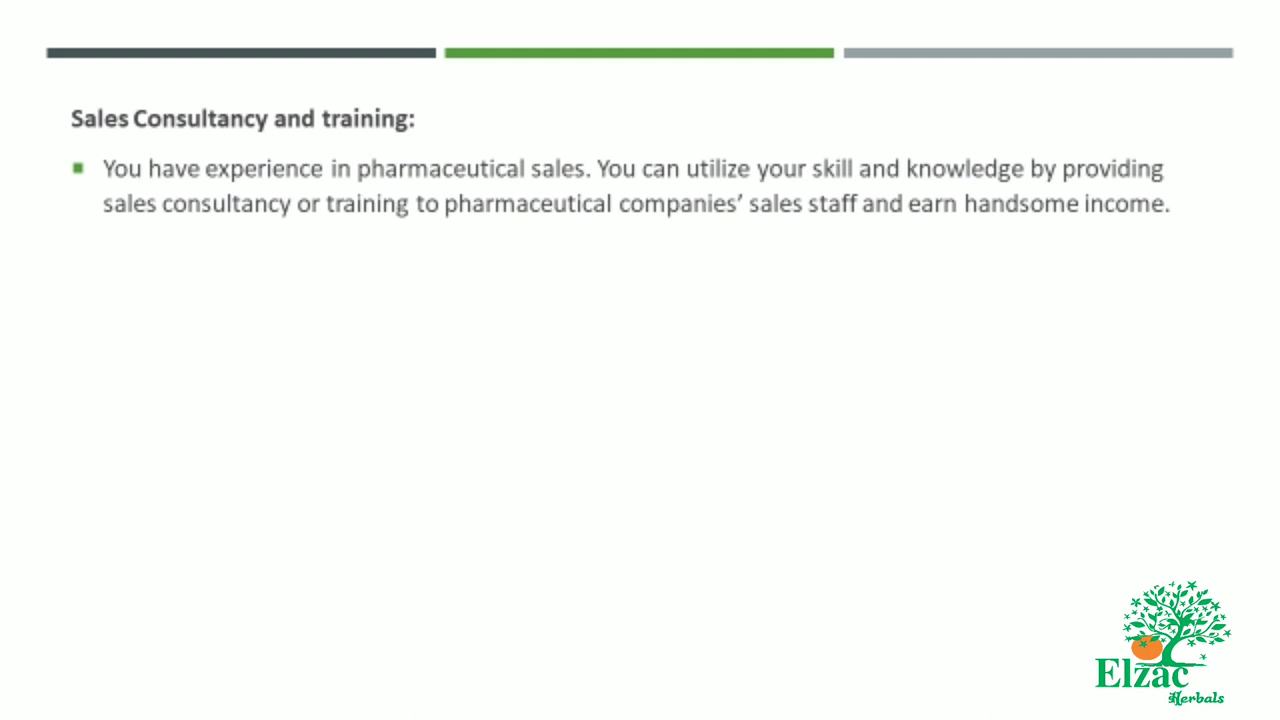 Sales Consultancy and training:
You have experience in pharmaceutical sales. You can utilize your skill and knowledge by providing
sales consultancy or training to pharmaceutical companies’ sales staff and earn handsome income.
Elzac
Herbals